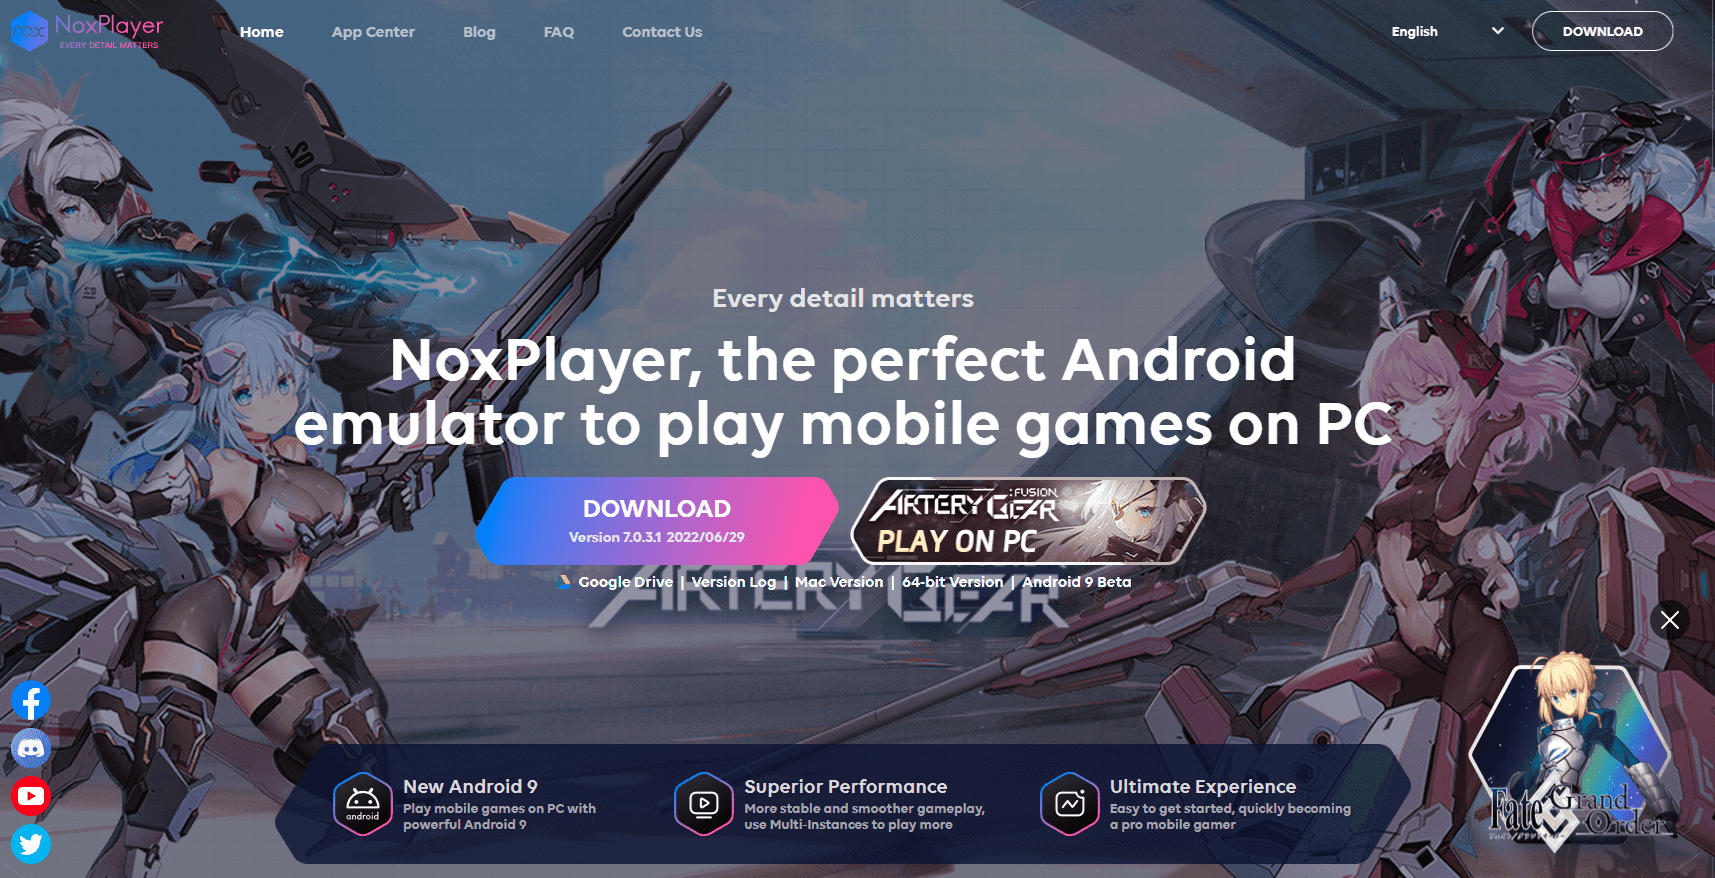 nox NoxPlayer
EVERY DETAIL MATTERS
Home
App Center
Blog
FAQ
Contact Us
English
DOWNLOAD
20
Every detail matters
NoxPlayer, the perfect Android
emulator to play mobile games on PC
DOWNLOAD
Version 7.0.3.1 2022/06/29
ARTERY GEAR
:FUSION
PLAY ON PC
Google Drive | Version Log | Mac Version | 64-bit Version | Android 9 Beta
ARTERY GEAR
android
New Android 9
Play mobile games on PC with
powerful Android 9
Superior Performance
More stable and smoother gameplay,
use Multi-Instances to play more
Ultimate Experience
Easy to get started, quickly becoming
a pro mobile gamer
Fate
Grand
Order